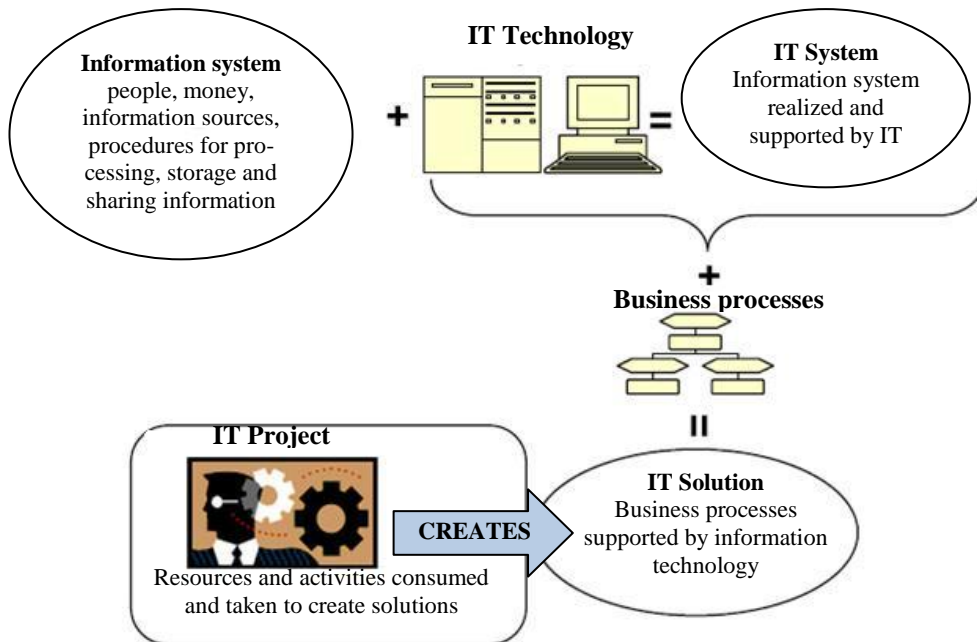 Information system
people, money,
information sources,
procedures for pro-
cessing, storage and
sharing information
+
IT Technology
=
IT System
Information system
realized and
supported by IT
+
Business processes
=
IT Project
Resources and activities consumed
and taken to create solutions
CREATES
IT Solution
Business processes
supported by information
technology